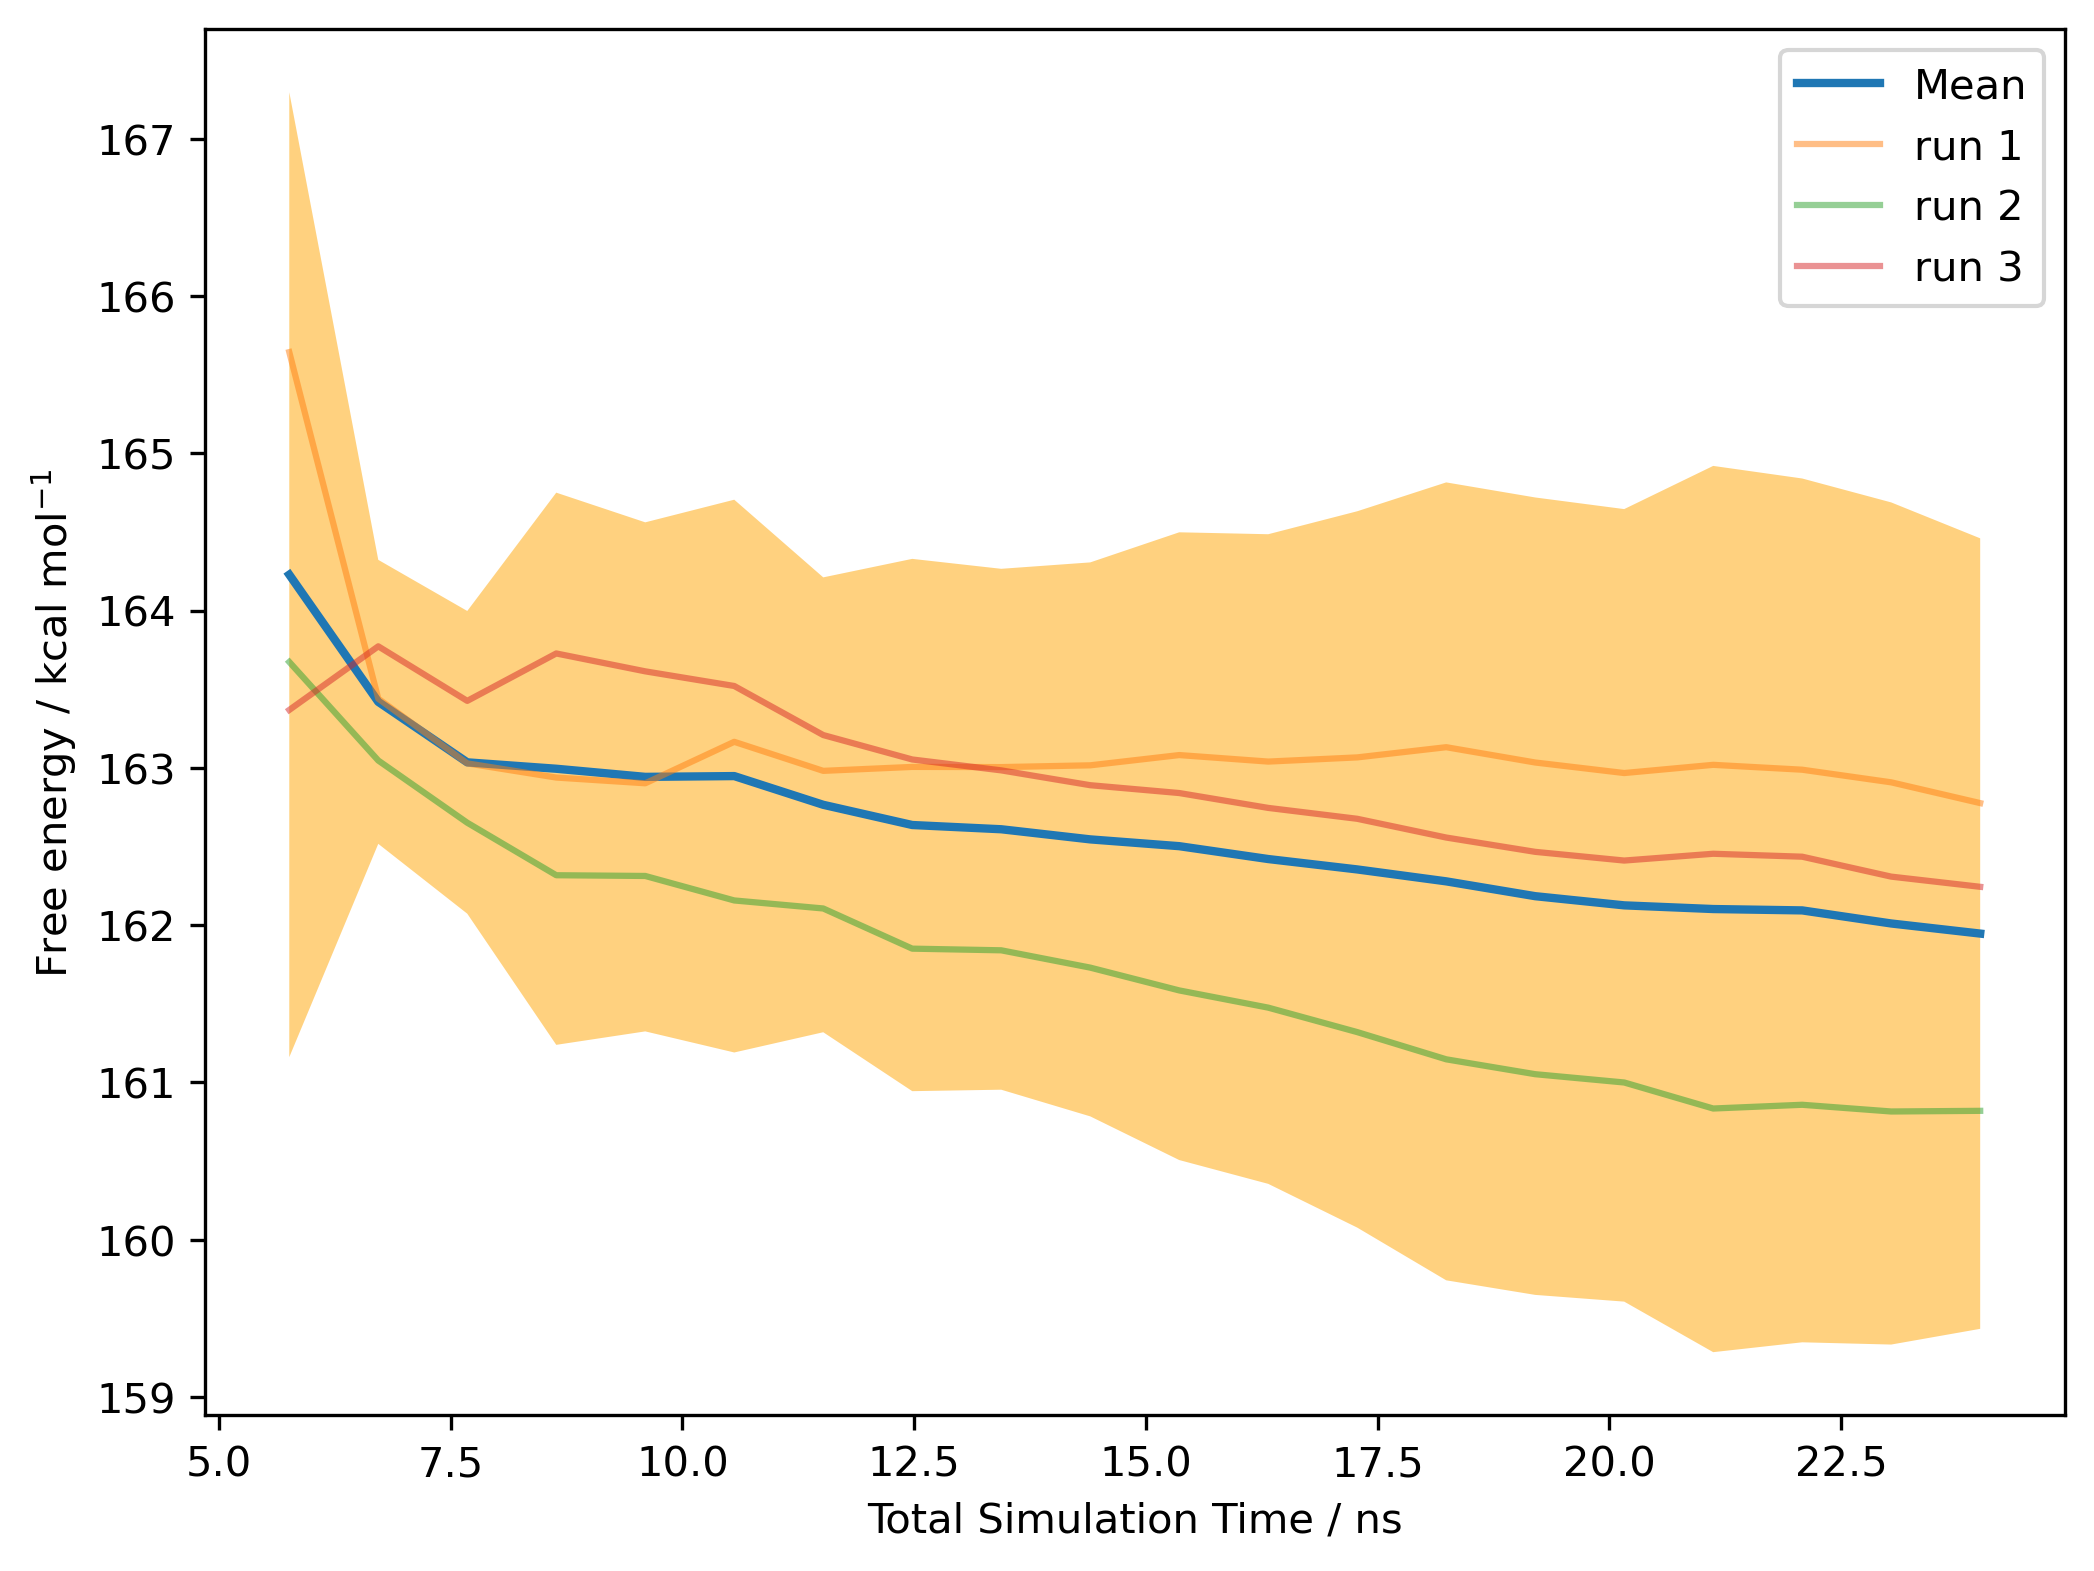 Mean
run 1
run 2
run 3
167
166
165
164
163
162
161
160
159
Free energy / kcal mol⁻¹
5.0 7.5 10.0 12.5 15.0 17.5 20.0 22.5
Total Simulation Time / ns